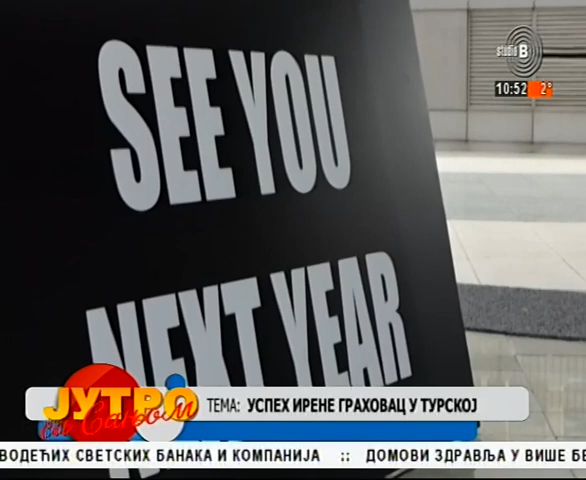 SEE YOU
NEXT YEAR
studio B
10:52 2°
ЈУТРО
са Сањом
ТЕМА: УСПЕХ ИРЕНЕ ГРАХОВАЦ У ТУРСКОЈ
ВОДЕЋИХ СВЕТСКИХ БАНАКА И КОМПАНИЈА :: ДОМОВИ ЗДРАВЉА У ВИШЕ БЕ